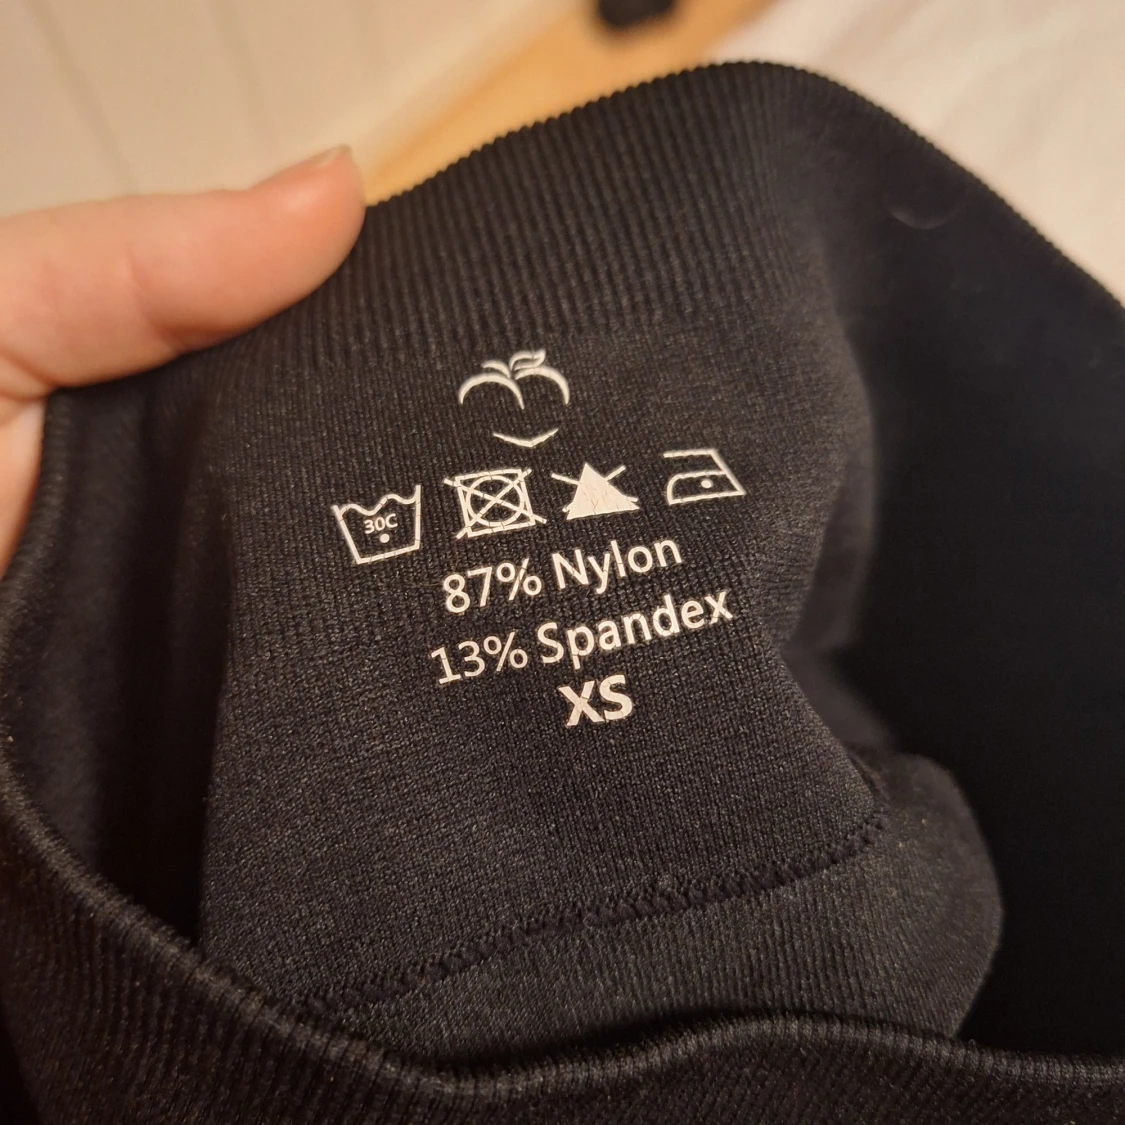 30C
87% Nylon
13% Spandex
XS